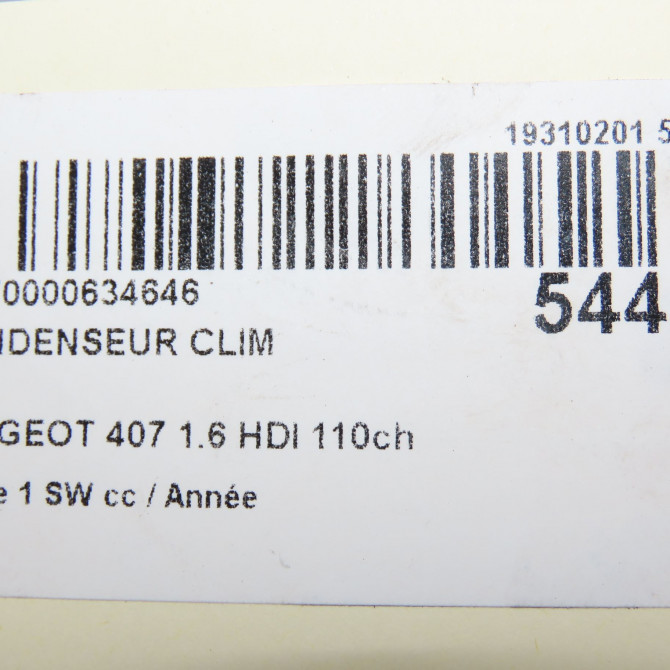 19310201 5
0000634646
544
NDENSEUR CLIM
GEOT 407 1.6 HDI 110ch
e 1 SW cc / Année